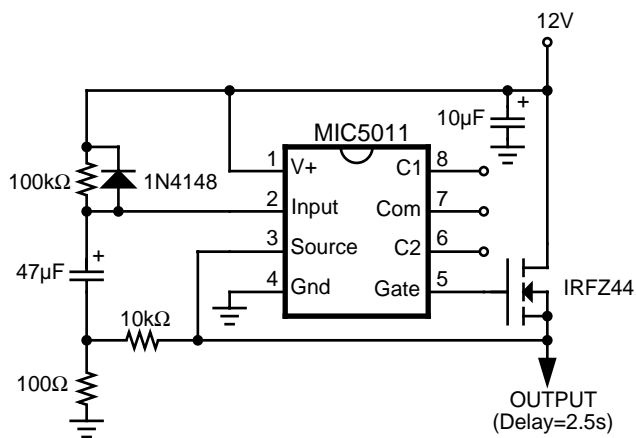 12V
+
10µF
MIC5011
1 V+ C1 8
100kΩ
1N4148
2 Input Com 7
3 Source C2 6
+
47µF
4 Gnd Gate 5
IRFZ44
10kΩ
100Ω
OUTPUT
(Delay=2.5s)